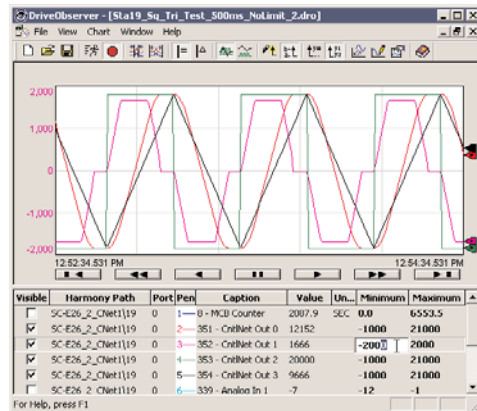 DriveObserver - [Sta19_Sq_Tri_Test_500ms_NoLimit_2.dro]
File View Chart Window Help
2,000
1,000
0
-1,000
-2,000
12:52:34.531 PM 12:54:34.531 PM
Visible Harmony Path Port Pen Caption Value Un... Minimum Maximum
SC-E26_2_CNet1\19 0 1 8 - MCB Counter 2087.9 SEC 0.0 6553.5
SC-E26_2_CNet1\19 0 2 351 - CntlNet Out 0 12152 -1000 21000
SC-E26_2_CNet1\19 0 3 352 - CntlNet Out 1 1666 -2000 2000
SC-E26_2_CNet1\19 0 4 353 - CntlNet Out 2 20000 -1000 21000
SC-E26_2_CNet1\19 0 5 354 - CntlNet Out 3 9666 -1000 21000
SC-E26_2_CNet1\19 0 6 339 - Analog In 1 -7 -12 -1
For Help, press F1